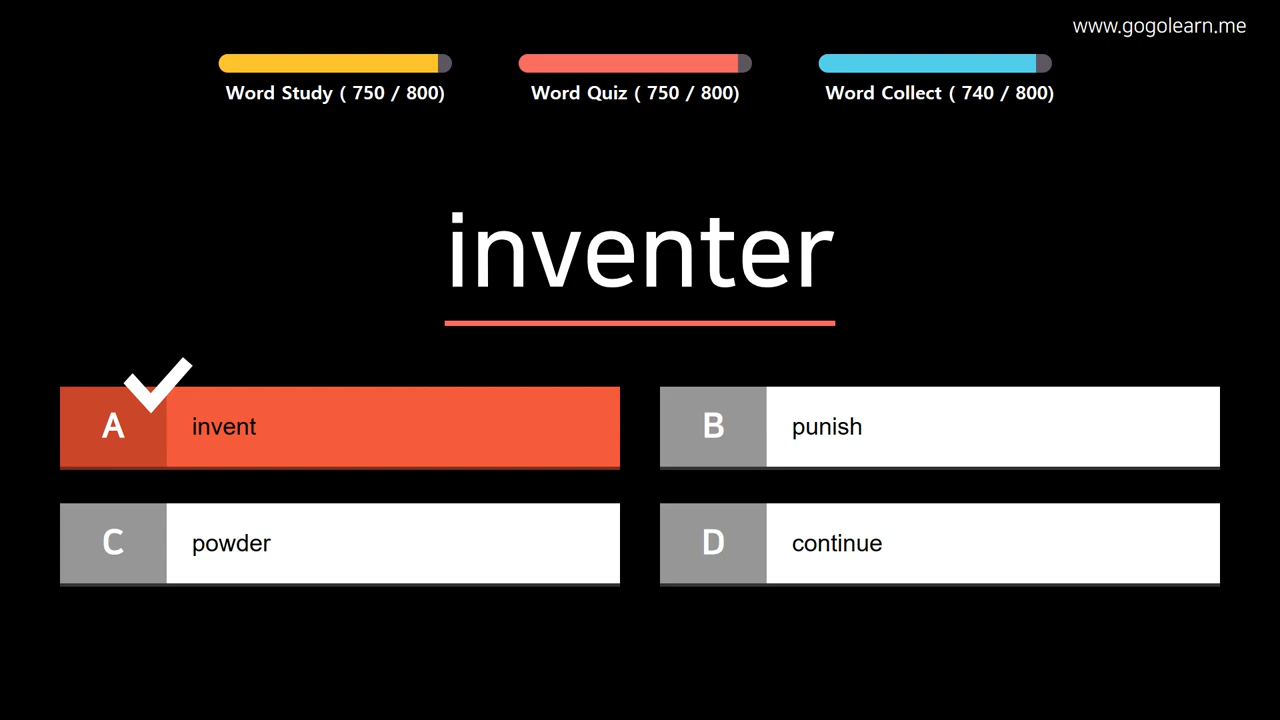 www.gogolearn.me
Word Study ( 750 / 800)
Word Quiz ( 750 / 800)
Word Collect ( 740 / 800)
inventer
A
invent
B
punish
C
powder
D
continue